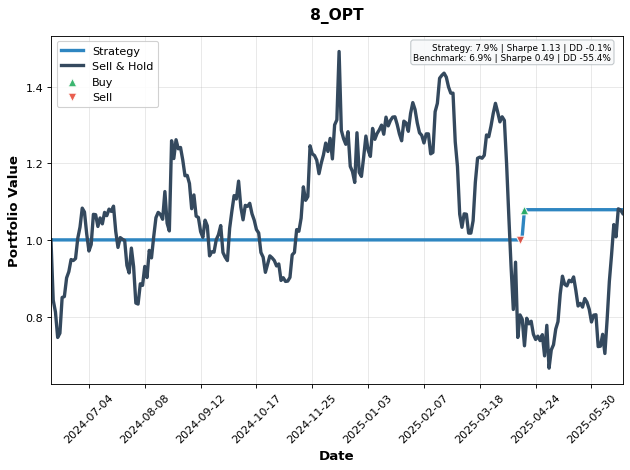 8_OPT
Strategy
Sell & Hold
Buy
Sell
Strategy: 7.9% | Sharpe 1.13 | DD -0.1%
Benchmark: 6.9% | Sharpe 0.49 | DD -55.4%
Portfolio Value
1.4
1.2
1.0
0.8
2024-07-04
2024-08-08
2024-09-12
2024-10-17
2024-11-25
2025-01-03
2025-02-07
2025-03-18
2025-04-24
2025-05-30
Date